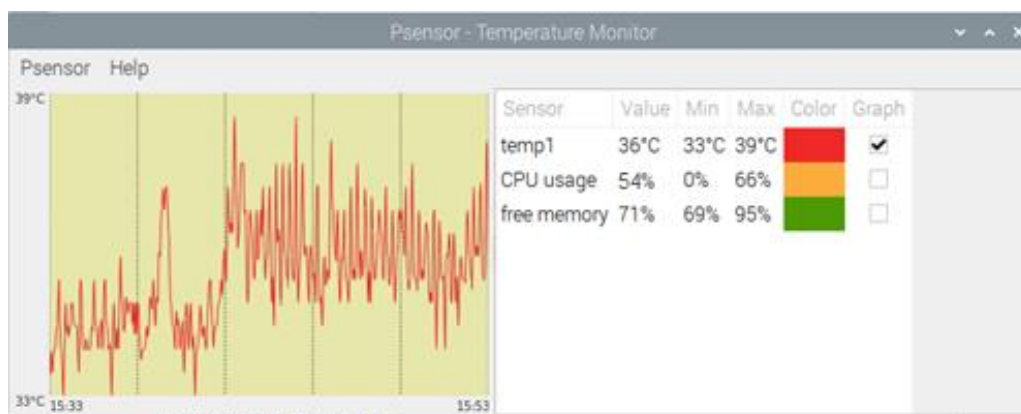 Psensor - Temperature Monitor
Psensor Help
39°C
33°C
15:33
15:53
Sensor Value Min Max Color Graph
temp1 36°C 33°C 39°C
CPU usage 54% 0% 66%
free memory 71% 69% 95%